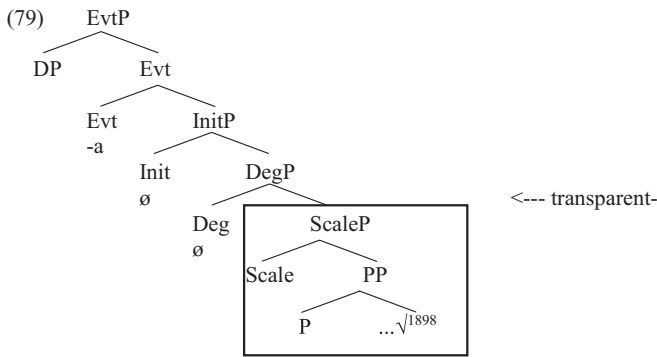 (79) EvtP
DP Evt
Evt InitP
-a
Init DegP
ø
<--- transparent-
Deg ScaleP
ø
Scale PP
P ...√1898